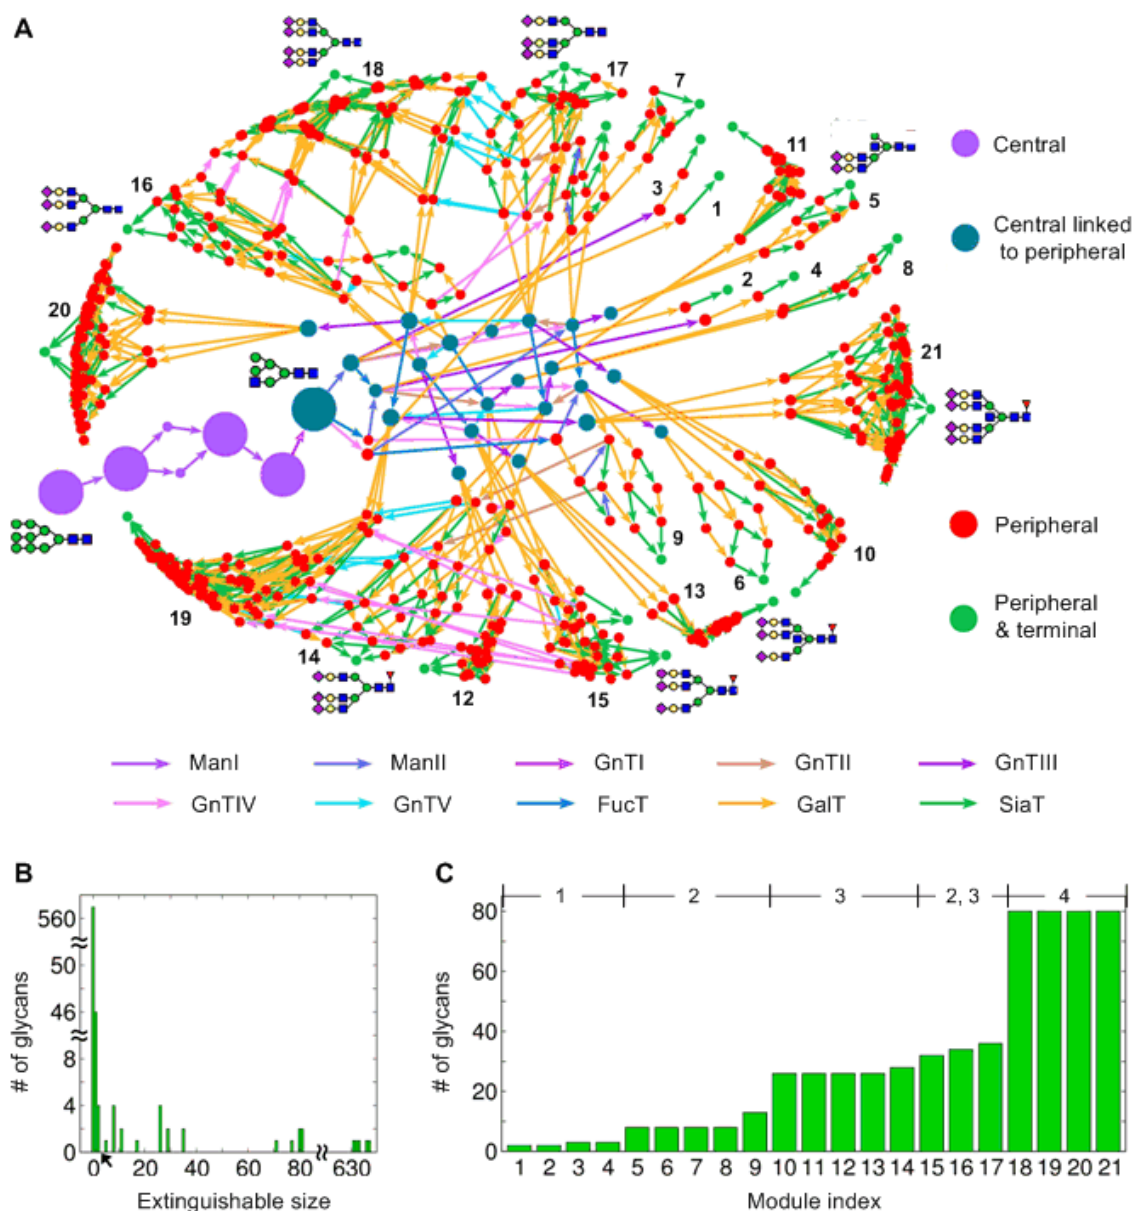 A
18
17
7
11
16
3
1
5
2
4
8
20
21
9
6
10
13
19
14
12
15
Central
Central linked
to peripheral
Peripheral
Peripheral
& terminal
ManI ManII GnTI GnTII GnTIII
GnTIV GnTV FucT GalT SiaT
B
# of glycans
560
50
46
8
4
0
0 20 40 60 80 630
Extinguishable size
C
1 2 3 2, 3 4
# of glycans
80
60
40
20
0
1 2 3 4 5 6 7 8 9 10 11 12 13 14 15 16 17 18 19 20 21
Module index